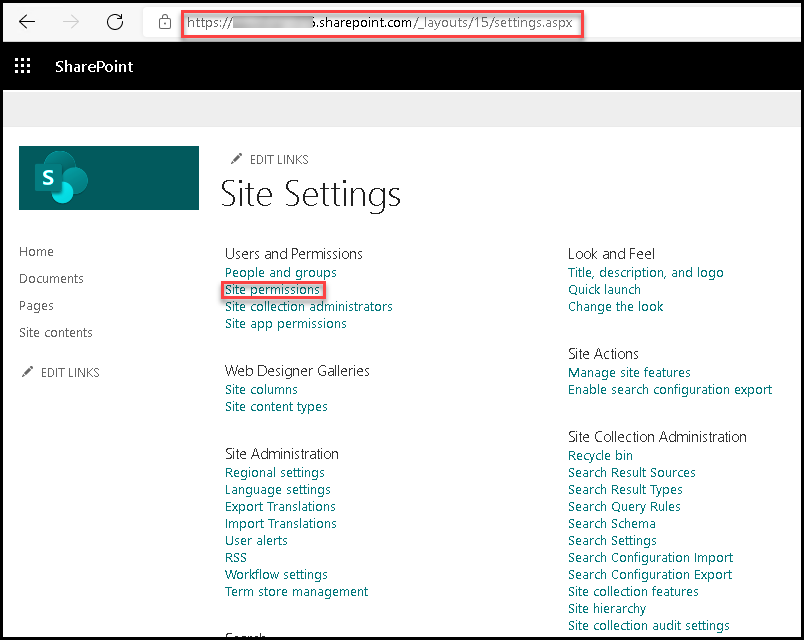 .sharepoint.com/_layouts/15/settings.aspx
https://
SharePoint
S
EDIT LINKS
Site Settings
Home
Documents
Pages
Site contents
EDIT LINKS
Users and Permissions
People and groups
Site permissions
Site collection administrators
Site app permissions
Web Designer Galleries
Site columns
Site content types
Site Administration
Regional settings
Language settings
Export Translations
Import Translations
User alerts
RSS
Workflow settings
Term store management
Look and Feel
Title, description, and logo
Quick launch
Change the look
Site Actions
Manage site features
Enable search configuration export
Site Collection Administration
Recycle bin
Search Result Sources
Search Result Types
Search Query Rules
Search Schema
Search Settings
Search Configuration Import
Search Configuration Export
Site collection features
Site hierarchy
Site collection audit settings